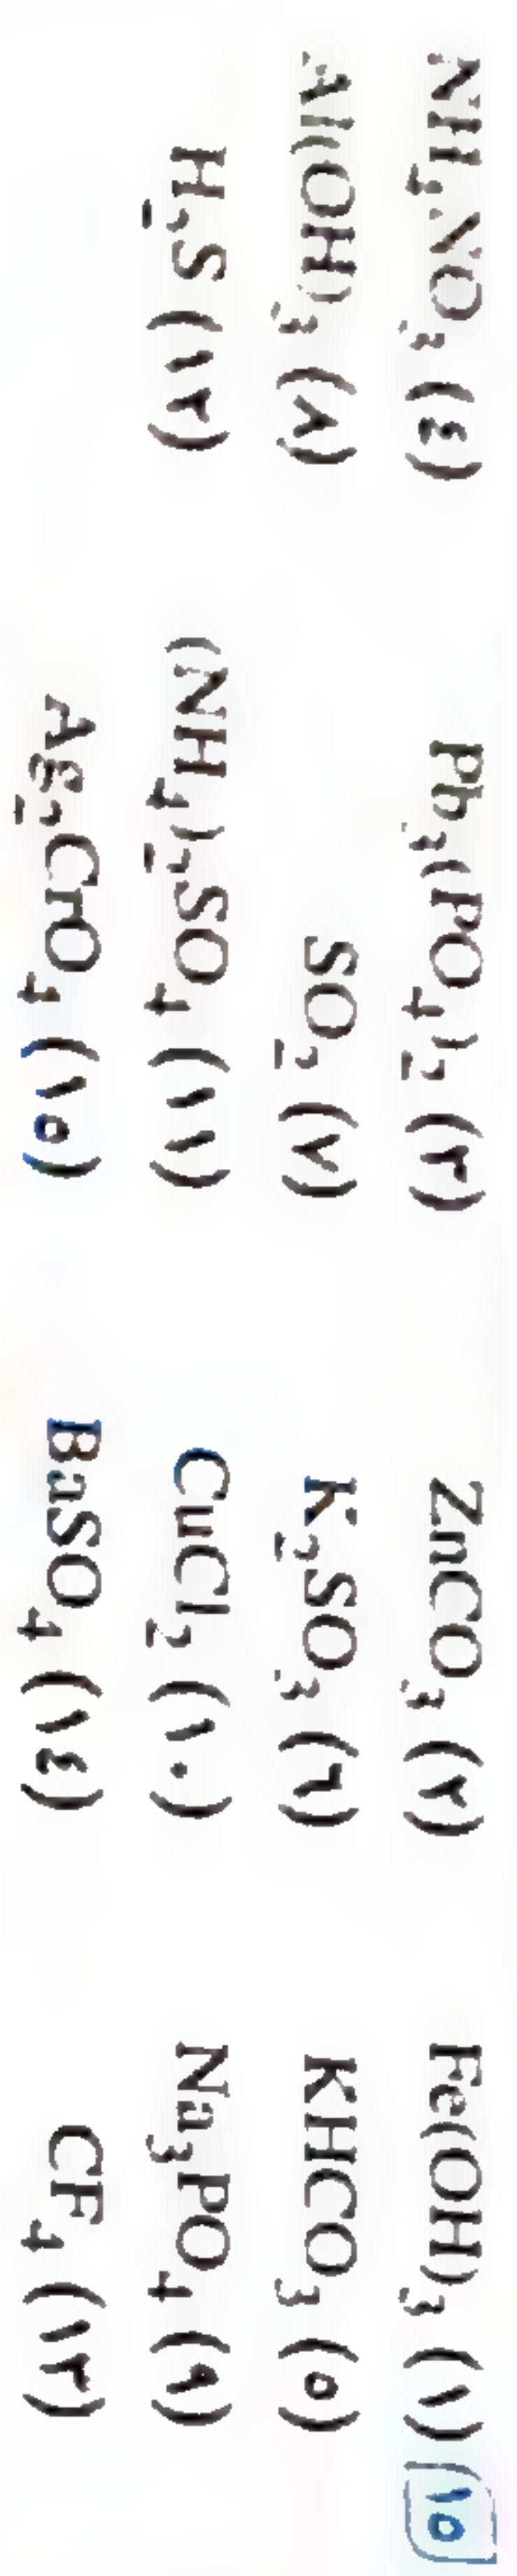 ١٥ (١) Fe(OH)₃ (٢) ZnCO₃ (٣) Pb₃(PO₄)₂ (٤) NH₄NO₃
(٥) KHCO₃ (٦) K₂SO₃ (٧) SO₂ (٨) Al(OH)₃
(٩) Na₃PO₄ (١٠) CuCl₂ (١١) (NH₄)₂SO₄ (١٢) H₂S
(١٣) CF₄ (١٤) BaSO₄ (١٥) Ag₂CrO₄